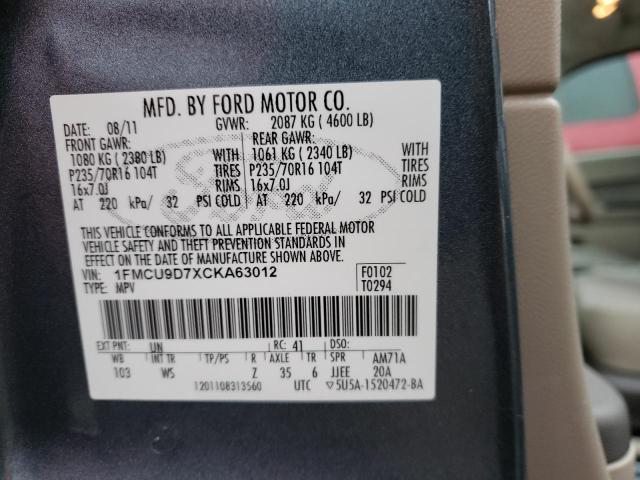 MFD. BY FORD MOTOR CO.
DATE: 08/11 GVWR: 2087 KG ( 4600 LB)
FRONT GAWR: REAR GAWR:
1080 KG ( 2380 LB) WITH 1061 KG ( 2340 LB) WITH
P235/70R16 104T TIRES P235/70R16 104T TIRES
16x7.0J RIMS 16x7.0J RIMS
AT 220 kPa/ 32 PSI COLD AT 220 kPa/ 32 PSI COLD
THIS VEHICLE CONFORMS TO ALL APPLICABLE FEDERAL MOTOR
VEHICLE SAFETY AND THEFT PREVENTION STANDARDS IN
EFFECT ON THE DATE OF MANUFACTURE SHOWN ABOVE.
VIN: 1FMCU9D7XCKA63012 F0102
TYPE: MPV T0294
EXT PNT: UN RC: 41 DSO:
WB INT TR TP/PS R AXLE TR SPR AM71A
103 WS Z 35 6 JJEE 20A
1201108313560 UTC ▽5U5A-1520472-BA